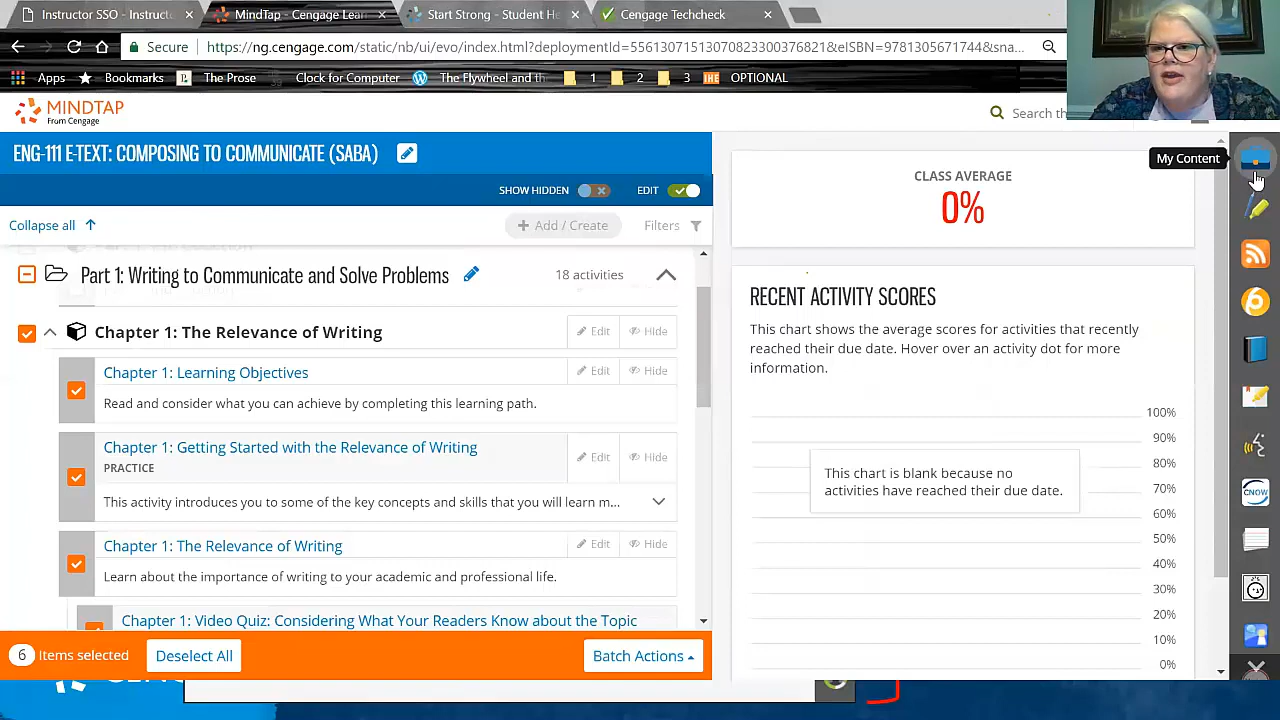 Instructor SSO - Instruct
MindTap - Cengage Lear
Start Strong - Student He
Cengage Techcheck
Secure
https://ng.cengage.com/static/nb/ui/evo/index.html?deploymentId=5561307151307082330037682​1&eISBN=9781305671744&sna...
Apps
Bookmarks
The Prose
Clock for Computer
The Flywheel and th
1
2
3
IHE
OPTIONAL
MINDTAP
From Cengage
Search th
ENG-111 E-TEXT: COMPOSING TO COMMUNICATE (SABA)
My Content
SHOW HIDDEN
EDIT
Collapse all
+ Add / Create
Filters
Part 1: Writing to Communicate and Solve Problems
18 activities
Chapter 1: The Relevance of Writing
Edit
Hide
Chapter 1: Learning Objectives
Edit
Hide
Read and consider what you can achieve by completing this learning path.
Chapter 1: Getting Started with the Relevance of Writing
PRACTICE
Edit
Hide
This activity introduces you to some of the key concepts and skills that you will learn m...
Chapter 1: The Relevance of Writing
Edit
Hide
Learn about the importance of writing to your academic and professional life.
Chapter 1: Video Quiz: Considering What Your Readers Know about the Topic
6 Items selected
Deselect All
Batch Actions
CLASS AVERAGE
0%
RECENT ACTIVITY SCORES
This chart shows the average scores for activities that recently
reached their due date. Hover over an activity dot for more
information.
100%
90%
80%
This chart is blank because no
activities have reached their due date.
70%
60%
50%
40%
30%
20%
10%
0%
CNOW